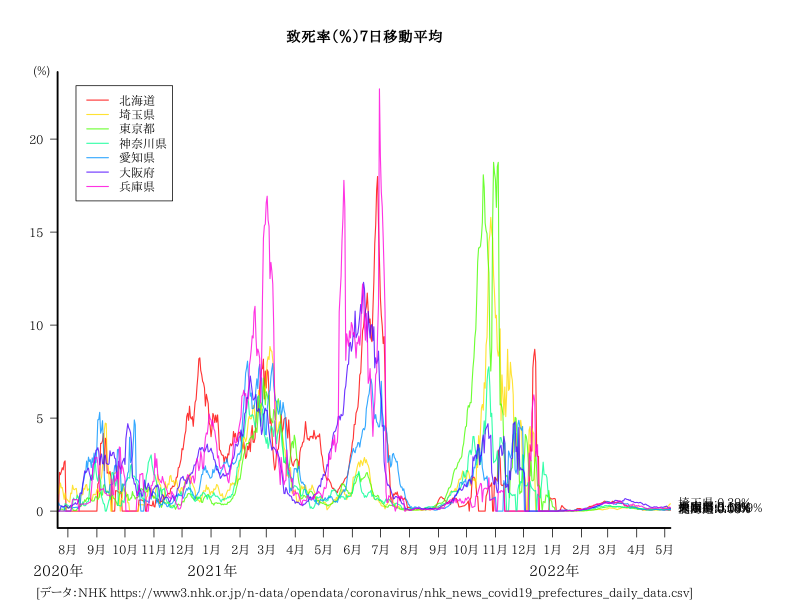 致死率(%)7日移動平均
(%)
北海道
埼玉県
東京都
神奈川県
愛知県
大阪府
兵庫県
20
15
10
5
0
埼玉県:0.29%
8月 9月 10月 11月 12月 1月 2月 3月 4月 5月 6月 7月 8月 9月 10月 11月 12月 1月 2月 3月 4月 5月
2020年 2021年 2022年
[データ:NHK https://www3.nhk.or.jp/n-data/opendata/coronavirus/nhk_news_covid19_prefectures_daily_data.csv]